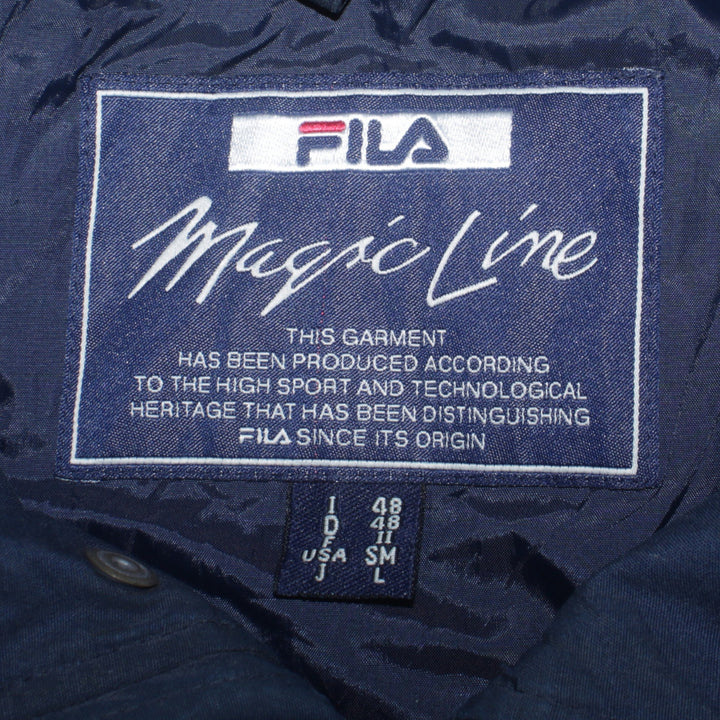 FILA
Magic Line
THIS GARMENT
HAS BEEN PRODUCED ACCORDING
TO THE HIGH SPORT AND TECHNOLOGICAL
HERITAGE THAT HAS BEEN DISTINGUISHING
FILA SINCE ITS ORIGIN
I 48
D 48
F II
USA SM
J L